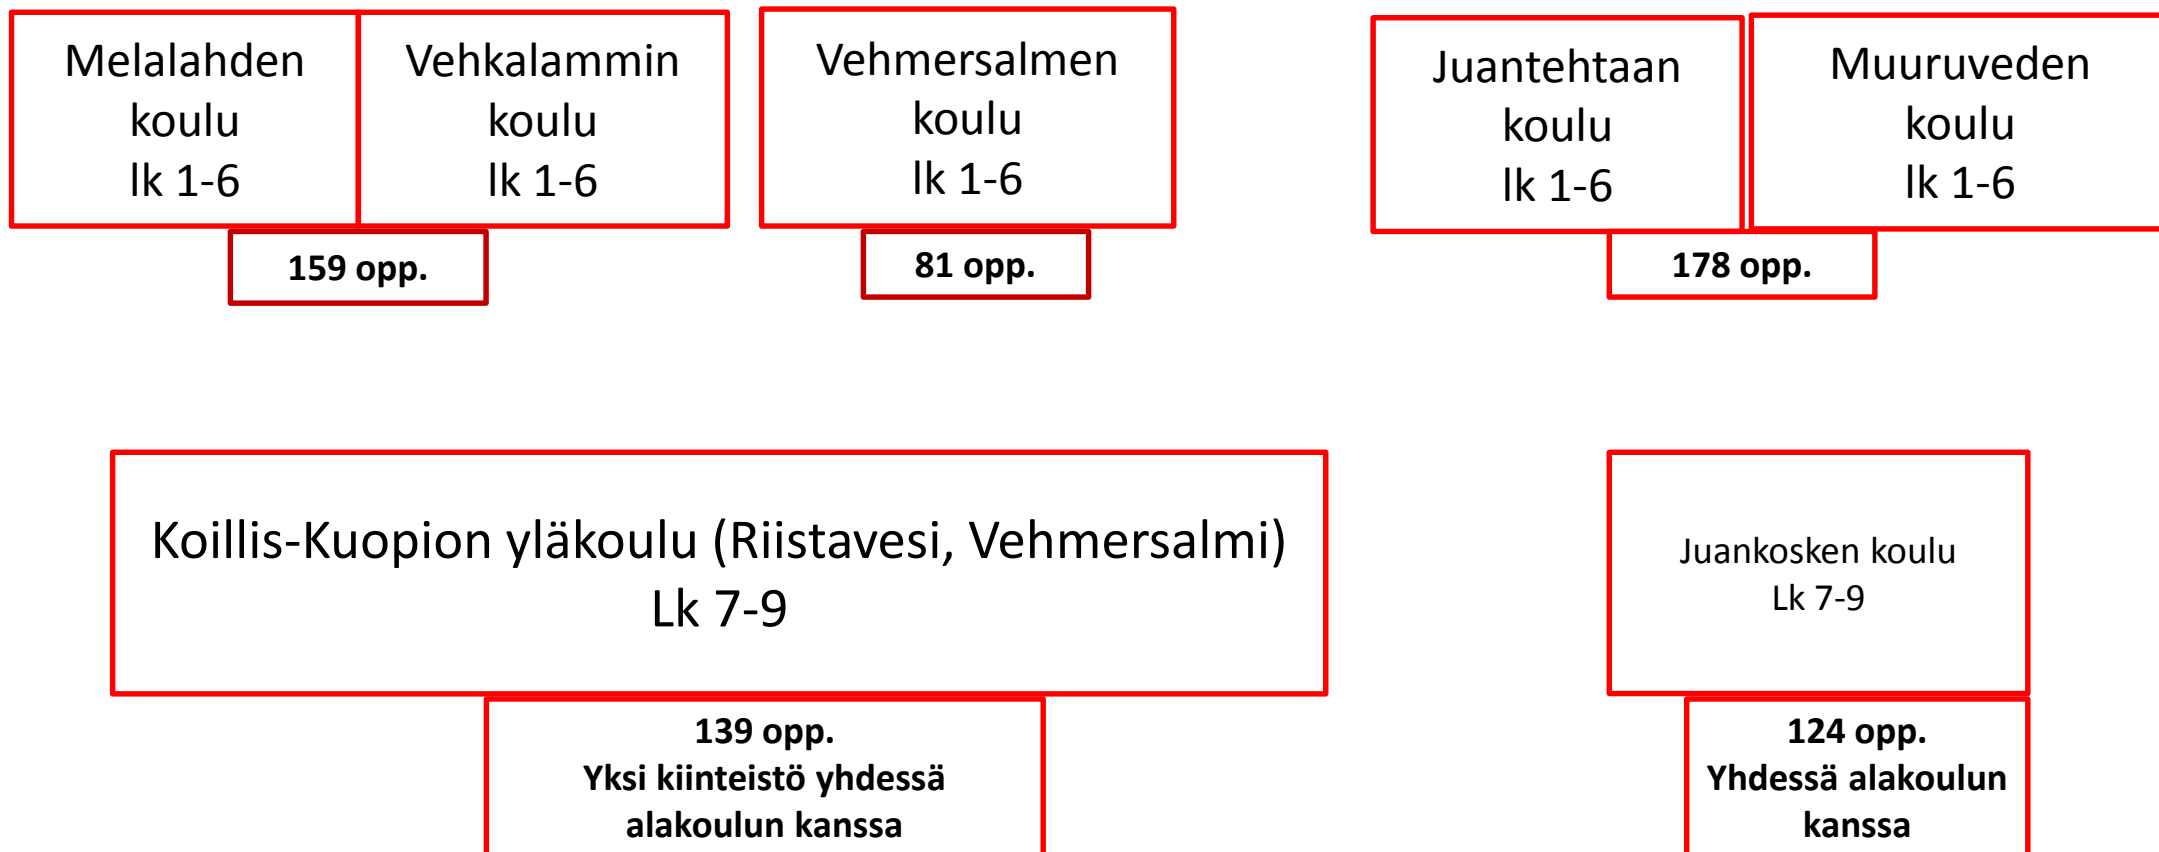 Melalahden
koulu
lk 1-6
Vehkalammin
koulu
lk 1-6
159 opp.
Vehmersalmen
koulu
lk 1-6
81 opp.
Juantehtaan
koulu
lk 1-6
Muuruveden
koulu
lk 1-6
178 opp.
Koillis-Kuopion yläkoulu (Riistavesi, Vehmersalmi)
Lk 7-9
139 opp.
Yksi kiinteistö yhdessä
alakoulun kanssa
Juankosken koulu
Lk 7-9
124 opp.
Yhdessä alakoulun
kanssa